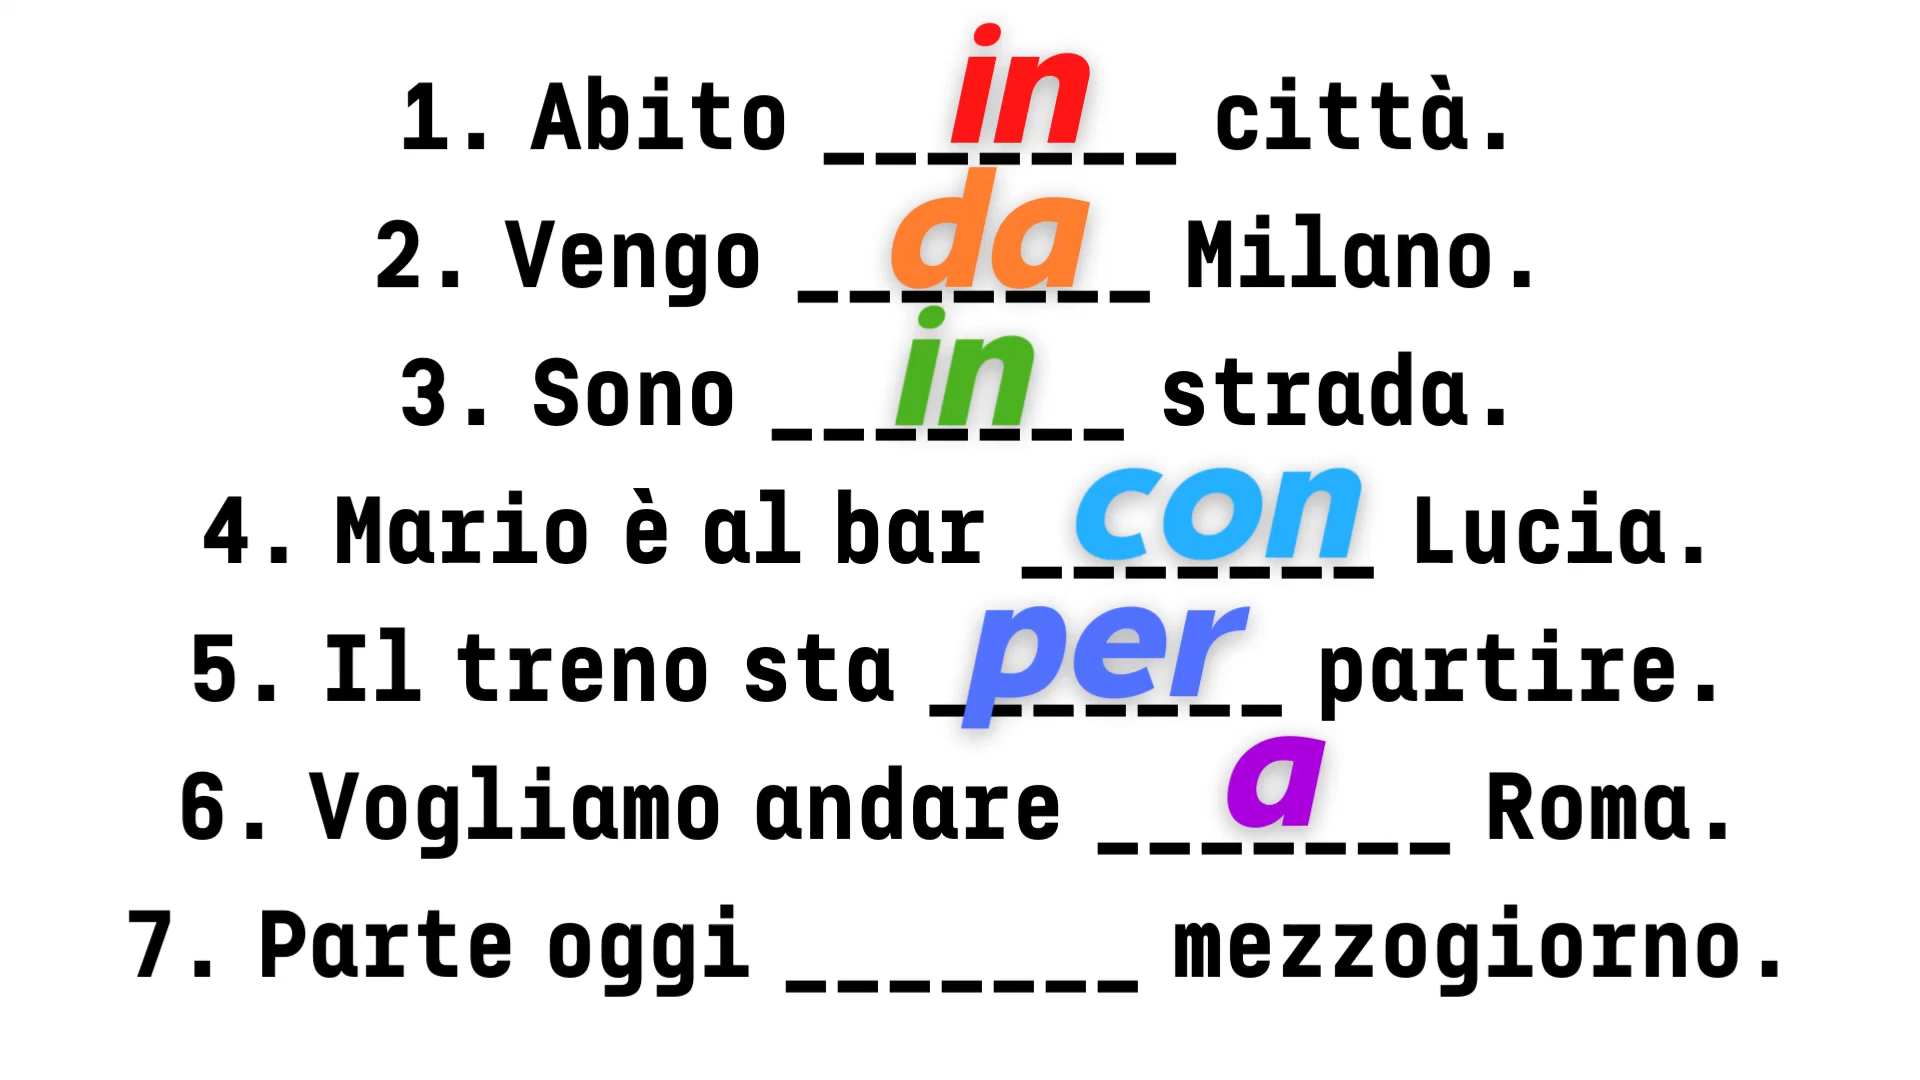 1. Abito in città.
2. Vengo da Milano.
3. Sono in strada.
4. Mario è al bar con Lucia.
5. Il treno sta per partire.
6. Vogliamo andare a Roma.
7. Parte oggi _______ mezzogiorno.